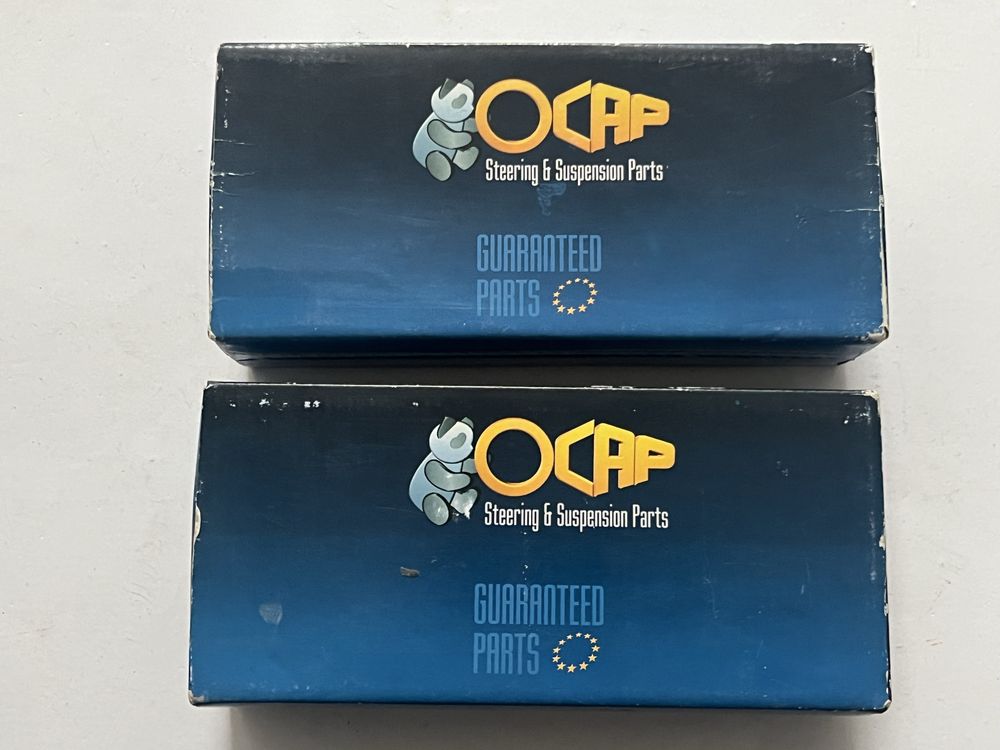 OCAP
Steering & Suspension Parts
GUARANTEED
PARTS
OCAP
Steering & Suspension Parts
GUARANTEED
PARTS